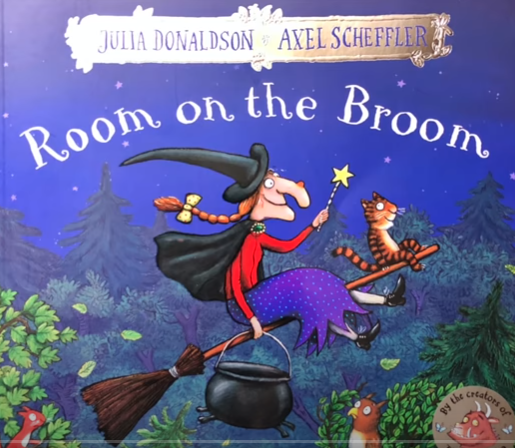 JULIA DONALDSON & AXEL SCHEFFLER
Room on the Broom
By the creators of